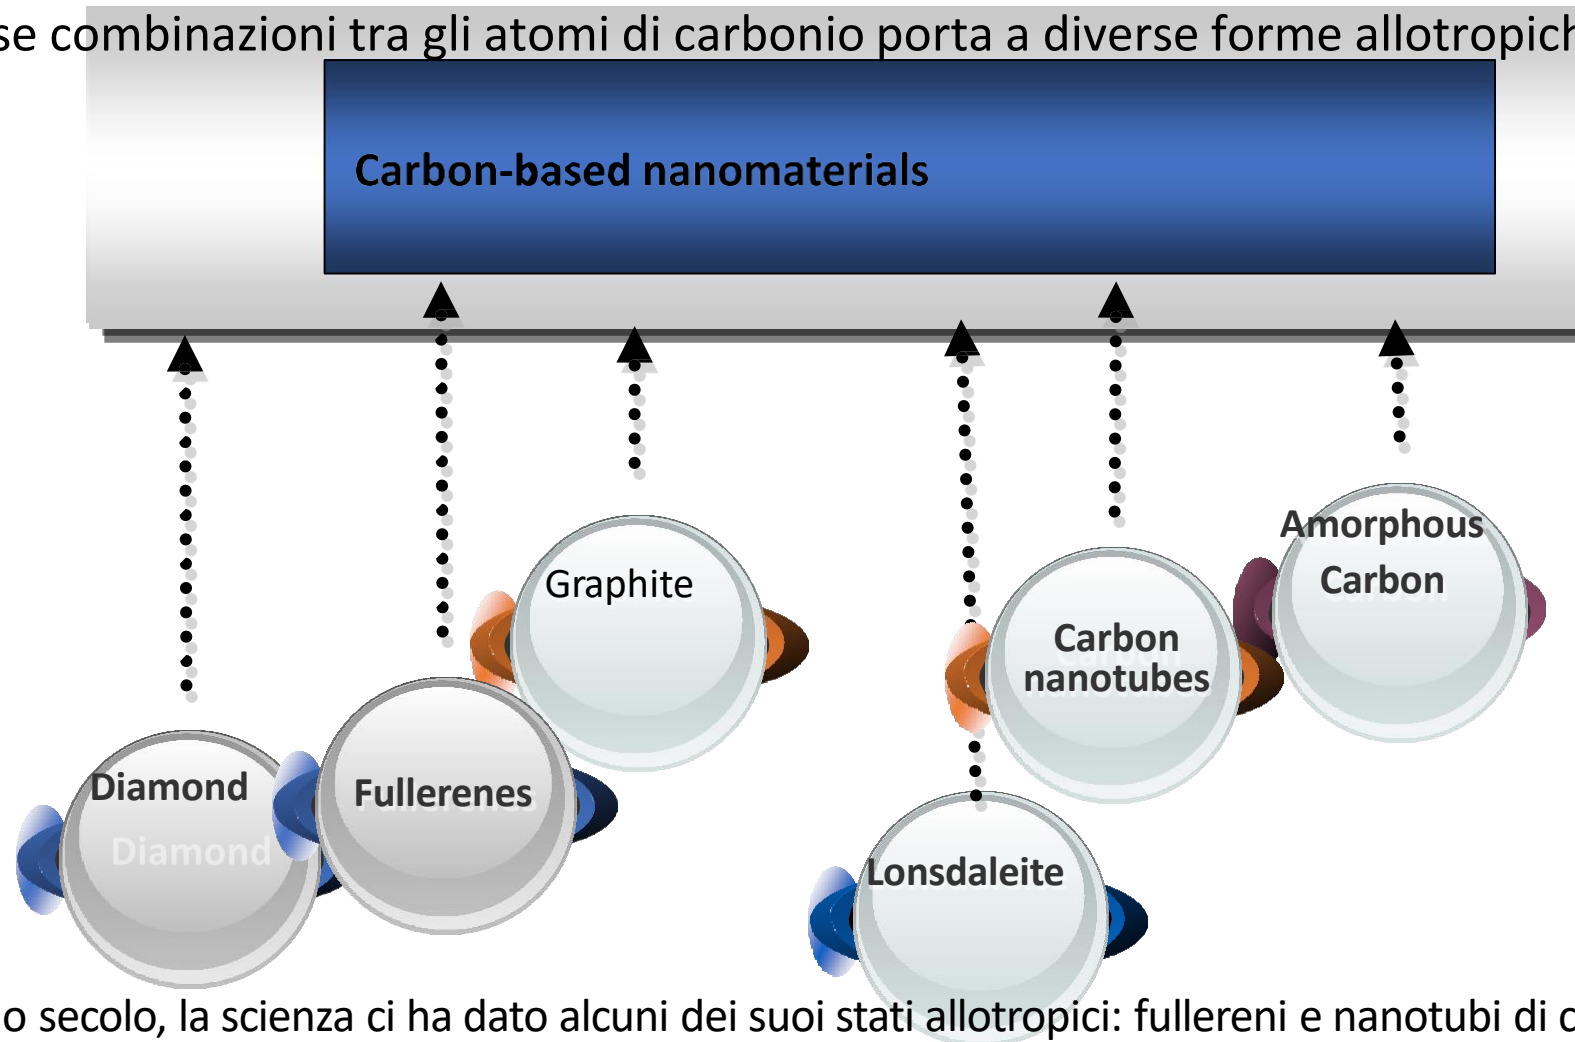 se combinazioni tra gli atomi di carbonio porta a diverse forme allotropich
Carbon-based nanomaterials
Amorphous
Carbon
Graphite
Carbon
nanotubes
Diamond
Diamond
Fullerenes
Lonsdaleite
o secolo, la scienza ci ha dato alcuni dei suoi stati allotropici: fullereni e nanotubi di c